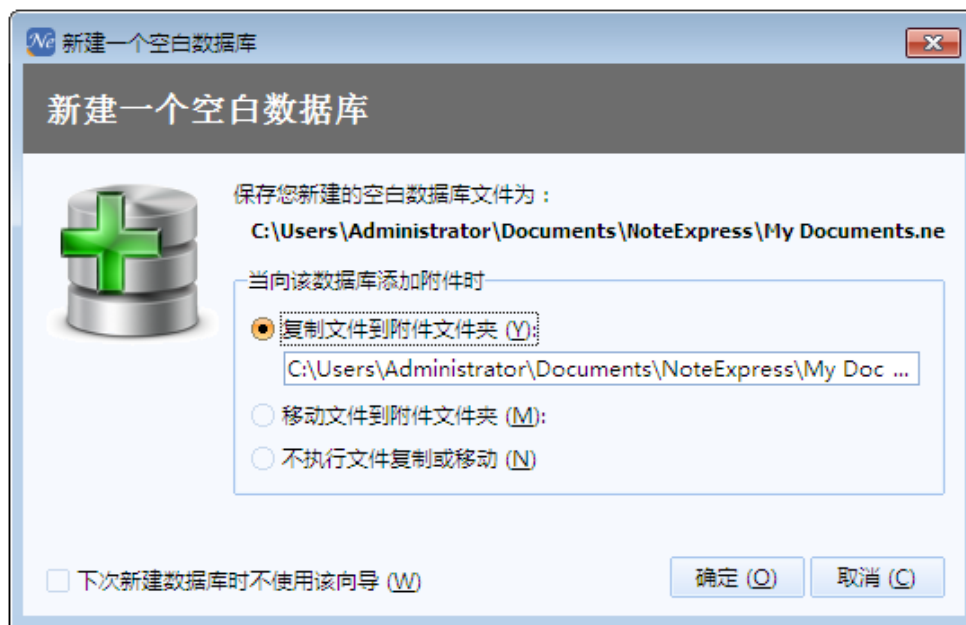 Ne 新建一个空白数据库
新建一个空白数据库
保存您新建的空白数据库文件为：
C:\Users\Administrator\Documents\NoteExpress\My Documents.ne
当向该数据库添加附件时
复制文件到附件文件夹 (Y):
C:\Users\Administrator\Documents\NoteExpress\My Doc ...
移动文件到附件文件夹 (M):
不执行文件复制或移动 (N)
下次新建数据库时不使用该向导 (W)
确定 (O)
取消 (C)